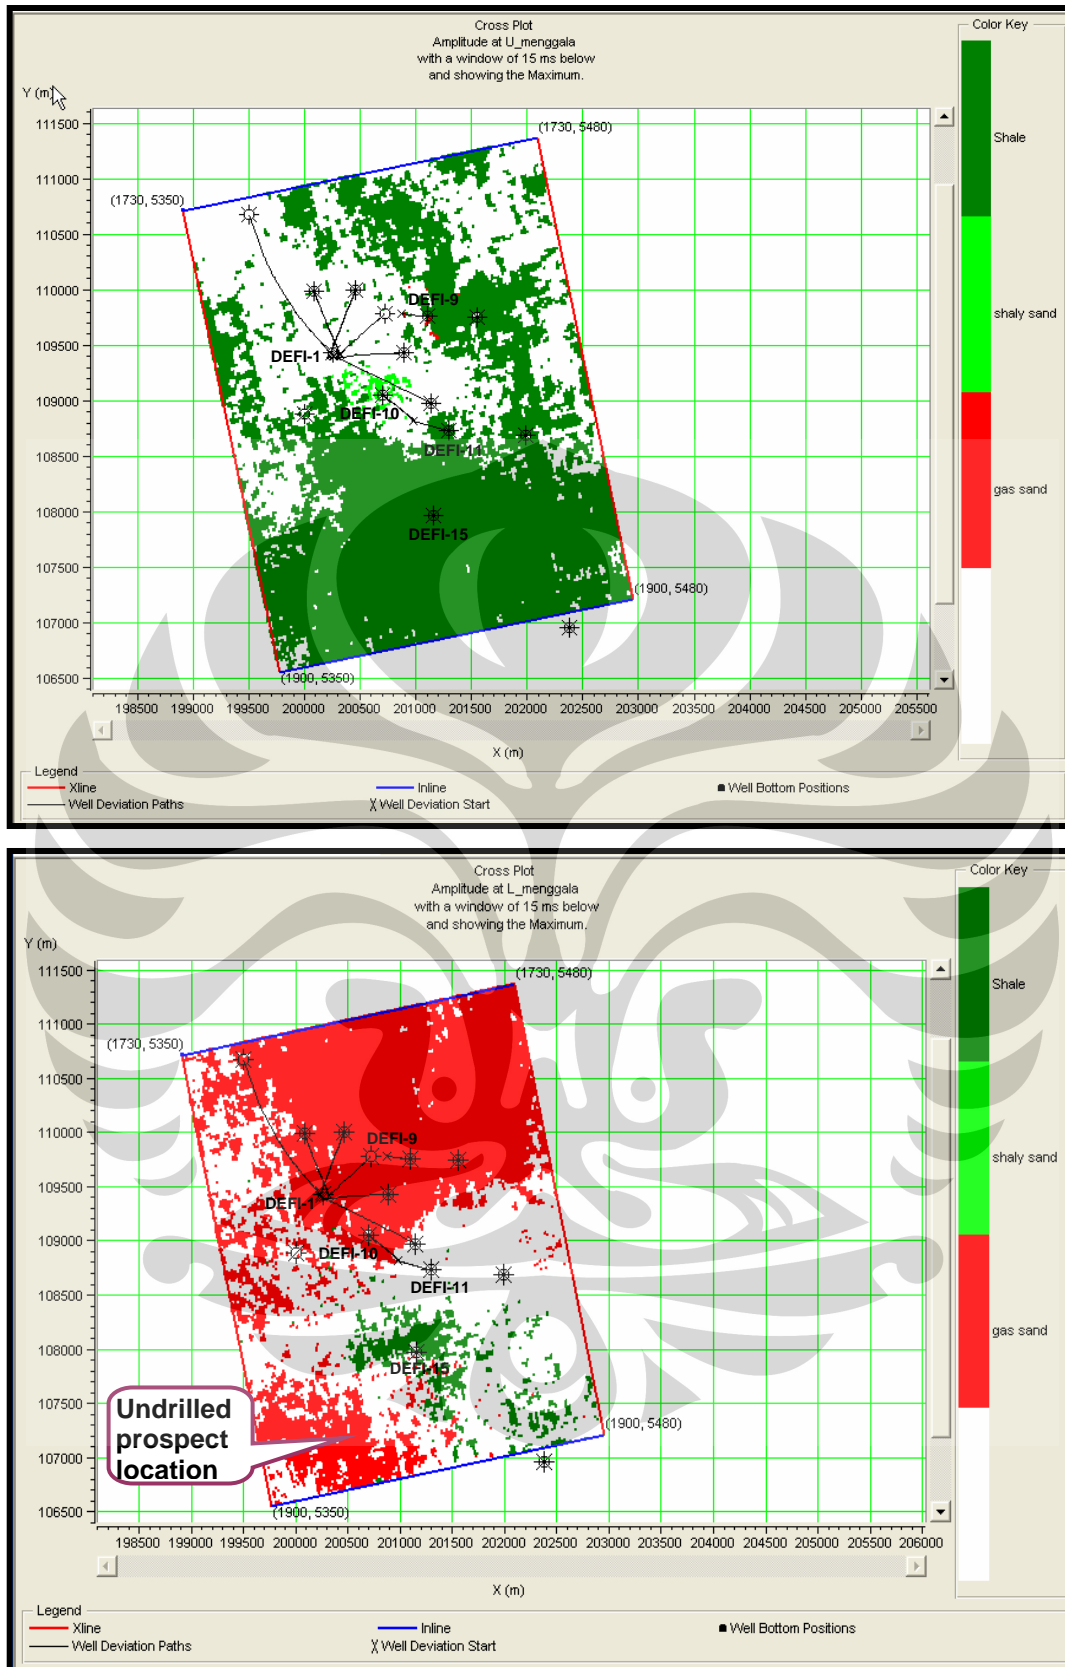 Cross Plot
Amplitude at U_menggala
with a window of 15 ms below
and showing the Maximum.
Color Key
Y (m)
111500
111000
110500
110000
109500
109000
108500
108000
107500
107000
106500
(1730, 5480)
(1730, 5350)
DEFI-9
DEFI-1
DEFI-10
DEFI-11
DEFI-15
(1900, 5480)
(1900, 5350)
Shale
shaly sand
gas sand
198500 199000 199500 200000 200500 201000 201500 202000 202500 203000 203500 204000 204500 205000 205500
X (m)
Legend
Xline Inline Well Bottom Positions
Well Deviation Paths Well Deviation Start
Cross Plot
Amplitude at L_menggala
with a window of 15 ms below
and showing the Maximum.
Color Key
Y (m)
111500
111000
110500
110000
109500
109000
108500
108000
107500
107000
106500
(1730, 5480)
(1730, 5350)
DEFI-9
DEFI-1
DEFI-10
DEFI-11
DEFI-15
Undrilled
prospect
location
(1900, 5480)
(1900, 5350)
Shale
shaly sand
gas sand
198500 199000 199500 200000 200500 201000 201500 202000 202500 203000 203500 204000 204500 205000 205500 206000
X (m)
Legend
Xline Inline Well Bottom Positions
Well Deviation Paths Well Deviation Start